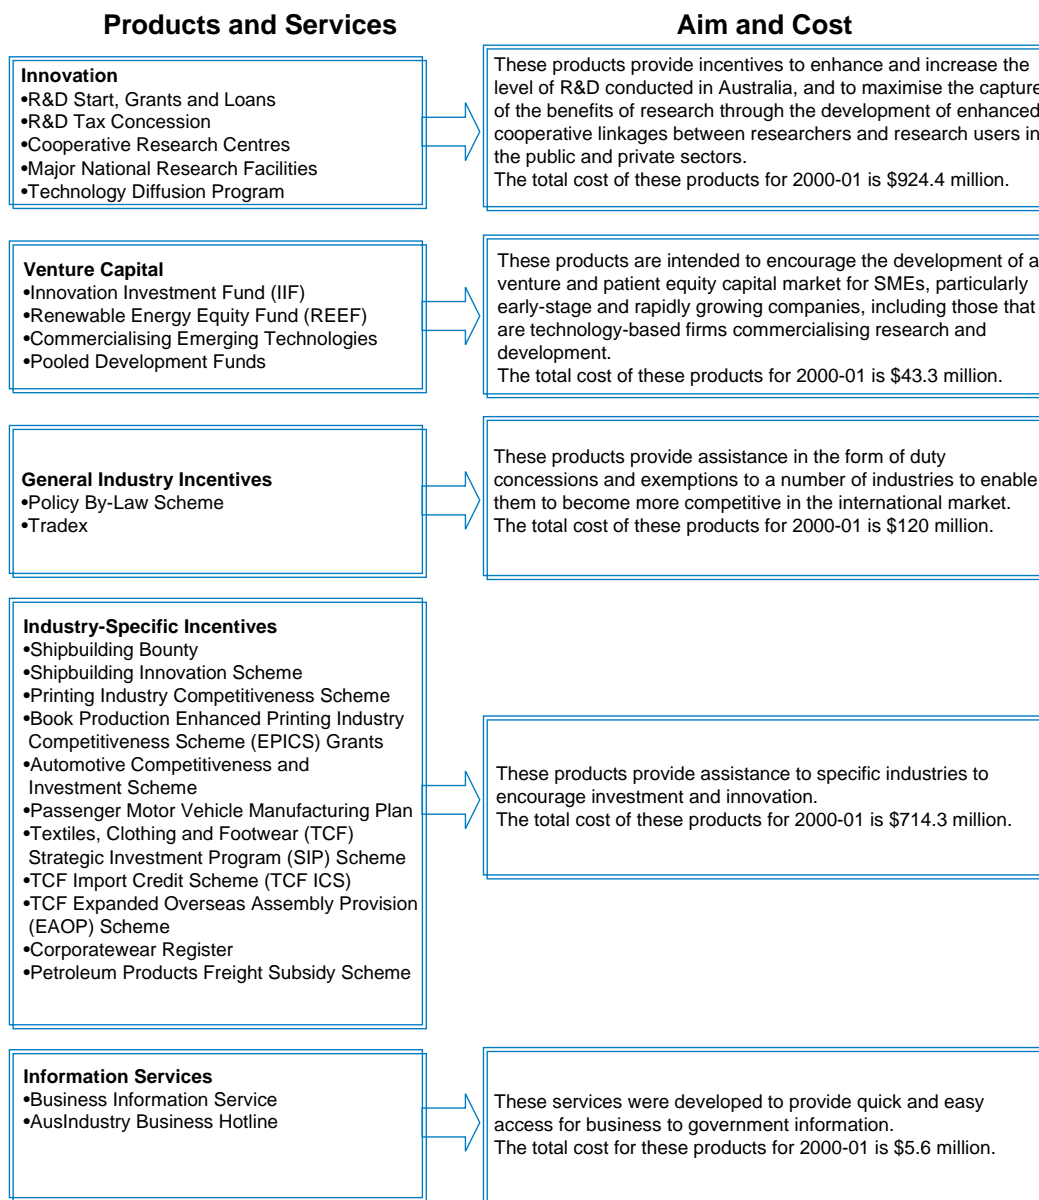 Products and Services
Aim and Cost
Innovation
•R&D Start, Grants and Loans
•R&D Tax Concession
•Cooperative Research Centres
•Major National Research Facilities
•Technology Diffusion Program
These products provide incentives to enhance and increase the
level of R&D conducted in Australia, and to maximise the capture
of the benefits of research through the development of enhanced
cooperative linkages between researchers and research users in
the public and private sectors.
The total cost of these products for 2000-01 is $924.4 million.
Venture Capital
•Innovation Investment Fund (IIF)
•Renewable Energy Equity Fund (REEF)
•Commercialising Emerging Technologies
•Pooled Development Funds
These products are intended to encourage the development of a
venture and patient equity capital market for SMEs, particularly
early-stage and rapidly growing companies, including those that
are technology-based firms commercialising research and
development.
The total cost of these products for 2000-01 is $43.3 million.
General Industry Incentives
•Policy By-Law Scheme
•Tradex
These products provide assistance in the form of duty
concessions and exemptions to a number of industries to enable
them to become more competitive in the international market.
The total cost of these products for 2000-01 is $120 million.
Industry-Specific Incentives
•Shipbuilding Bounty
•Shipbuilding Innovation Scheme
•Printing Industry Competitiveness Scheme
•Book Production Enhanced Printing Industry
Competitiveness Scheme (EPICS) Grants
•Automotive Competitiveness and
Investment Scheme
•Passenger Motor Vehicle Manufacturing Plan
•Textiles, Clothing and Footwear (TCF)
Strategic Investment Program (SIP) Scheme
•TCF Import Credit Scheme (TCF ICS)
•TCF Expanded Overseas Assembly Provision
(EAOP) Scheme
•Corporatewear Register
•Petroleum Products Freight Subsidy Scheme
These products provide assistance to specific industries to
encourage investment and innovation.
The total cost of these products for 2000-01 is $714.3 million.
Information Services
•Business Information Service
•AusIndustry Business Hotline
These services were developed to provide quick and easy
access for business to government information.
The total cost for these products for 2000-01 is $5.6 million.